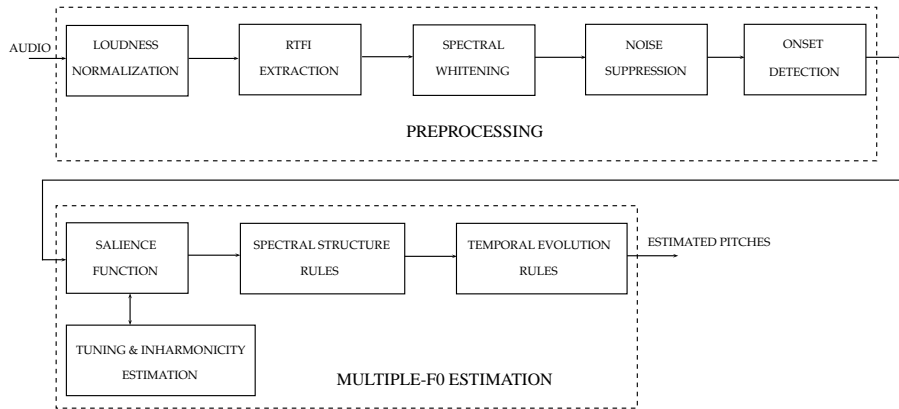 AUDIO
LOUDNESS
NORMALIZATION
RTFI
EXTRACTION
SPECTRAL
WHITENING
NOISE
SUPPRESSION
ONSET
DETECTION
PREPROCESSING
SALIENCE
FUNCTION
SPECTRAL STRUCTURE
RULES
TEMPORAL EVOLUTION
RULES
ESTIMATED PITCHES
TUNING & INHARMONICITY
ESTIMATION
MULTIPLE-F0 ESTIMATION